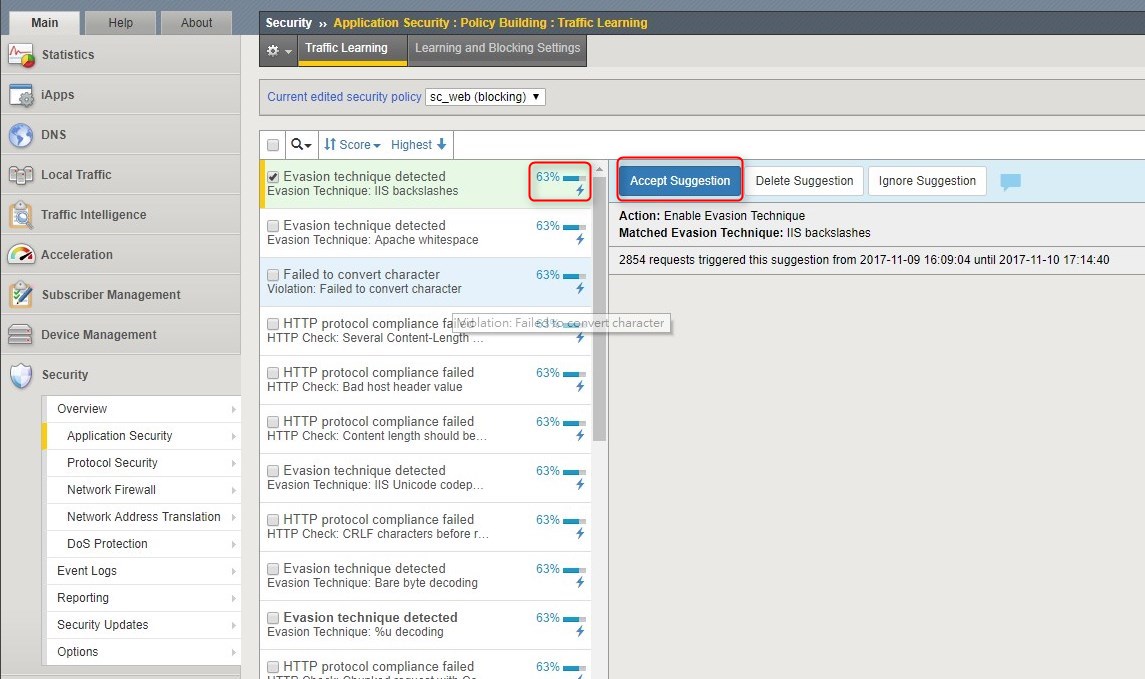 Main Help About
Statistics
iApps
DNS
Local Traffic
Traffic Intelligence
Acceleration
Subscriber Management
Device Management
Security
Overview
Application Security
Protocol Security
Network Firewall
Network Address Translation
DoS Protection
Event Logs
Reporting
Security Updates
Options
Security ›› Application Security : Policy Building : Traffic Learning
Traffic Learning Learning and Blocking Settings
Current edited security policy sc_web (blocking)
Score Highest
Evasion technique detected 63%
Evasion Technique: IIS backslashes
Evasion technique detected 63%
Evasion Technique: Apache whitespace
Failed to convert character 63%
Violation: Failed to convert character
HTTP protocol compliance failed 63%
Violation: Failed to convert character
HTTP Check: Several Content-Length ...
HTTP protocol compliance failed 63%
HTTP Check: Bad host header value
HTTP protocol compliance failed 63%
HTTP Check: Content length should be...
Evasion technique detected 63%
Evasion Technique: IIS Unicode codep...
HTTP protocol compliance failed 63%
HTTP Check: CRLF characters before r...
Evasion technique detected 63%
Evasion Technique: Bare byte decoding
Evasion technique detected 63%
Evasion Technique: %u decoding
HTTP protocol compliance failed 63%
Accept Suggestion Delete Suggestion Ignore Suggestion
Action: Enable Evasion Technique
Matched Evasion Technique: IIS backslashes
2854 requests triggered this suggestion from 2017-11-09 16:09:04 until 2017-11-10 17:14:40